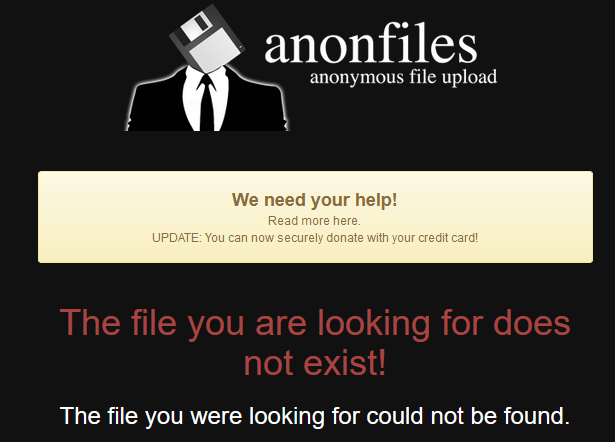 anonfiles
anonymous file upload
We need your help!
Read more here.
UPDATE: You can now securely donate with your credit card!
The file you are looking for does
not exist!
The file you were looking for could not be found.